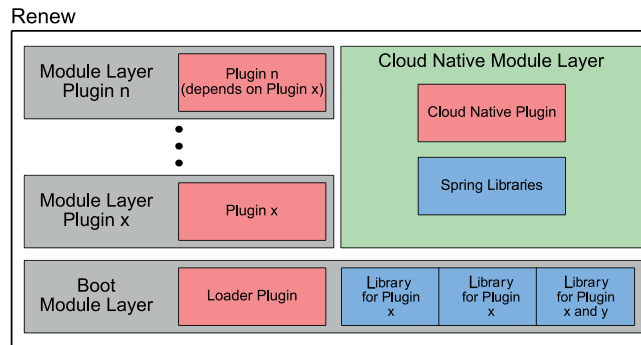 Renew
Module Layer
Plugin n
Plugin n
(depends on Plugin x)
Cloud Native Module Layer
Cloud Native Plugin
Spring Libraries
Module Layer
Plugin x
Plugin x
Boot
Module Layer
Loader Plugin
Library
for Plugin
x
Library
for Plugin
x
Library
for Plugin
x and y